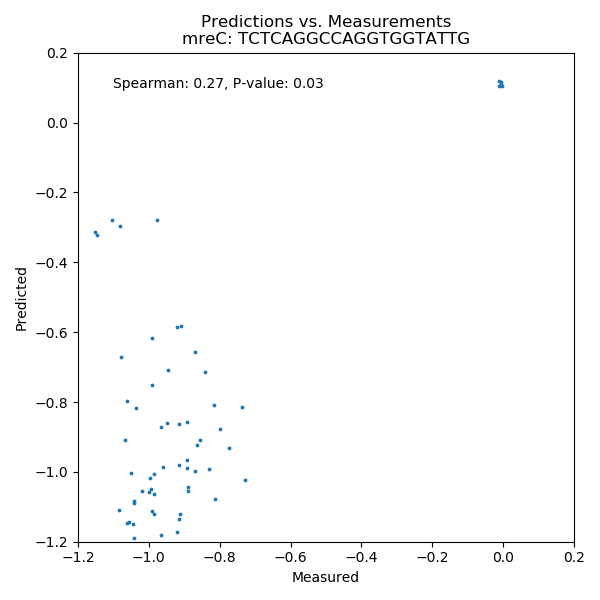 Predictions vs. Measurements
mreC: TCTCAGGCCAGGTGGTATTG
Spearman: 0.27, P-value: 0.03
0.2
0.0
−0.2
−0.4
−0.6
−0.8
−1.0
−1.2
Predicted
−1.2 −1.0 −0.8 −0.6 −0.4 −0.2 0.0 0.2
Measured